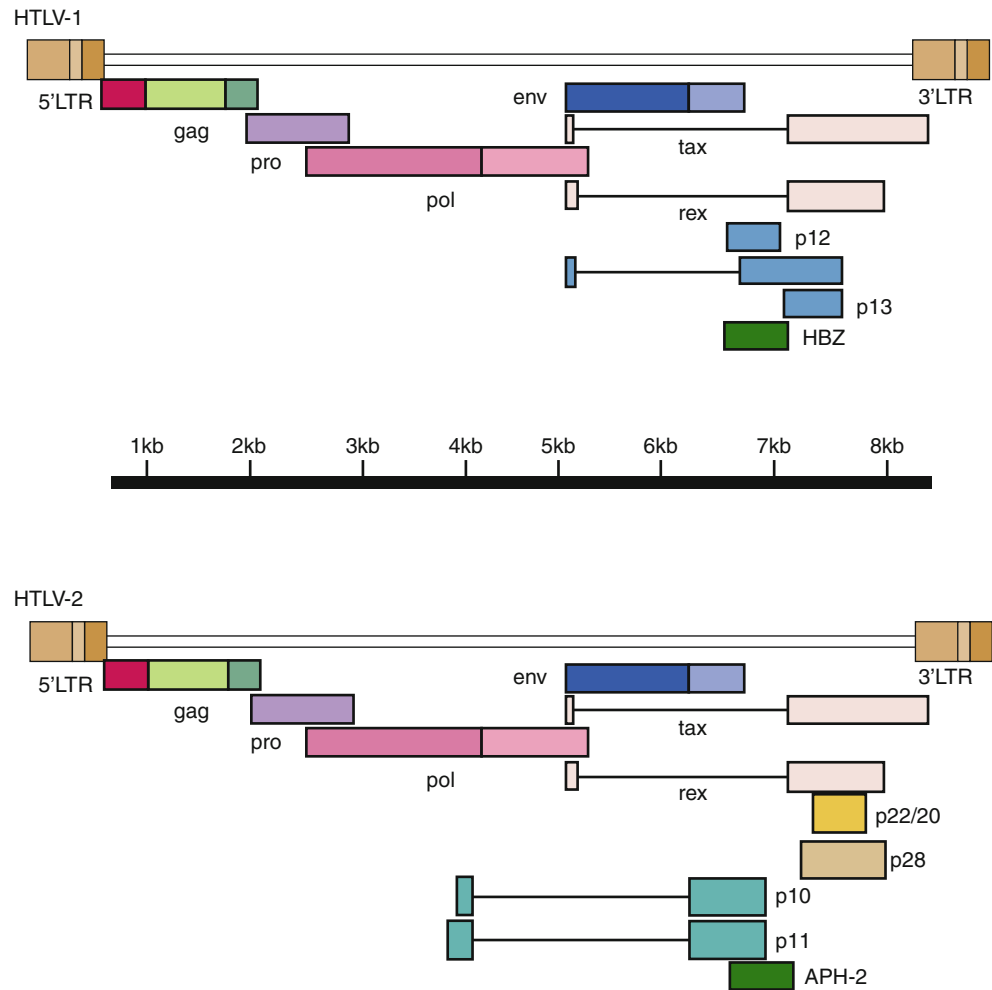 HTLV-1
5'LTR
3'LTR
env
gag
tax
pro
pol
rex
p12
p13
HBZ
1kb 2kb 3kb 4kb 5kb 6kb 7kb 8kb
HTLV-2
5'LTR
3'LTR
env
gag
tax
pro
pol
rex
p22/20
p28
p10
p11
APH-2